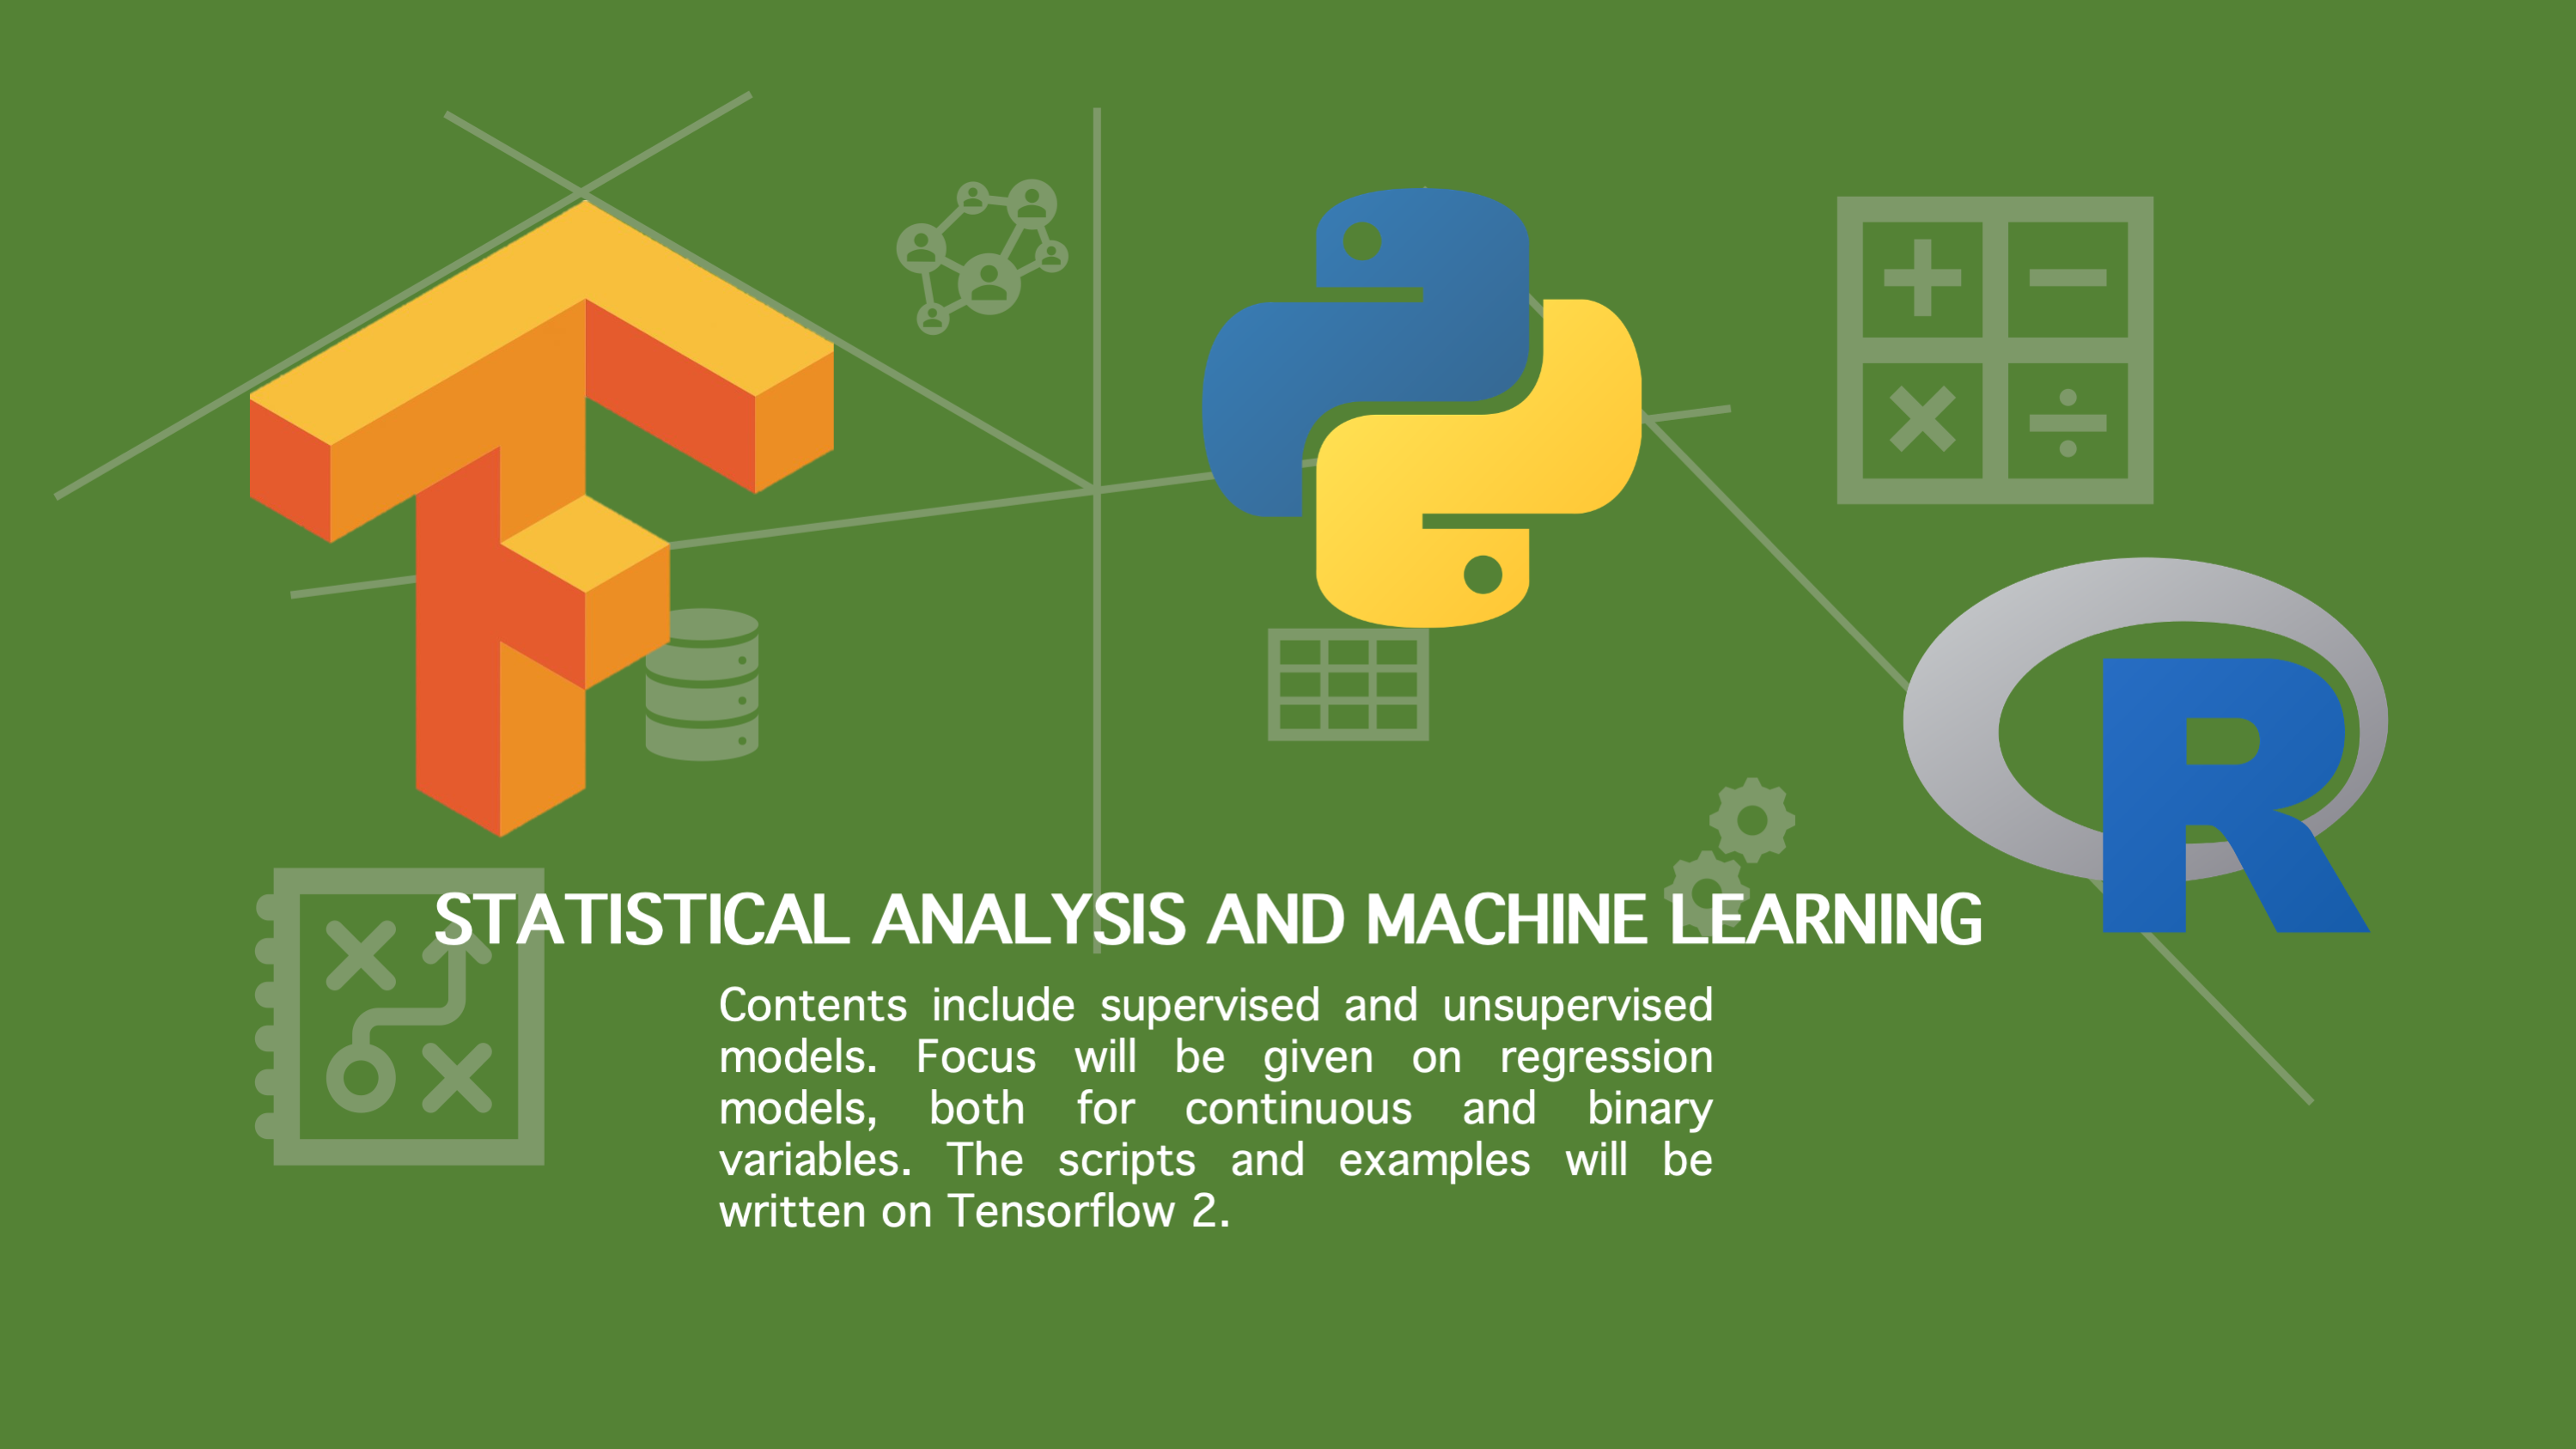 STATISTICAL ANALYSIS AND MACHINE LEARNING
Contents include supervised and unsupervised
models. Focus will be given on regression
models, both for continuous and binary
variables. The scripts and examples will be
written on Tensorflow 2.
R